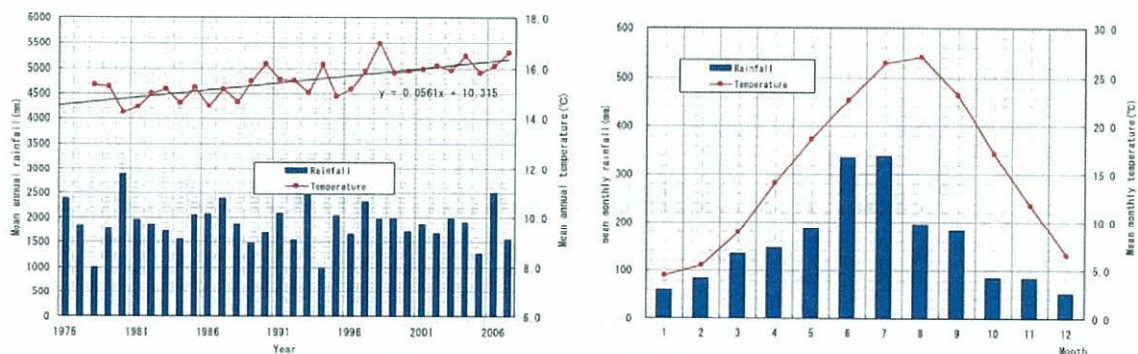 6000
5500
5000
4500
4000
3500
3000
2500
2000
1500
1000
500
0
Mean annual rainfall(mm)
18.0
16.0
14.0
12.0
10.0
8.0
6.0
Mean annual temperature(℃)
y = 0.0561x + 10.315
Rainfall
Temperature
1976 1981 1986 1991 1996 2001 2006
Year
600
500
400
300
200
100
0
mean monthly rainfall(mm)
30.0
25.0
20.0
15.0
10.0
5.0
0.0
Mean monthly temperature(℃)
Rainfall
Temperature
1 2 3 4 5 6 7 8 9 10 11 12
Month